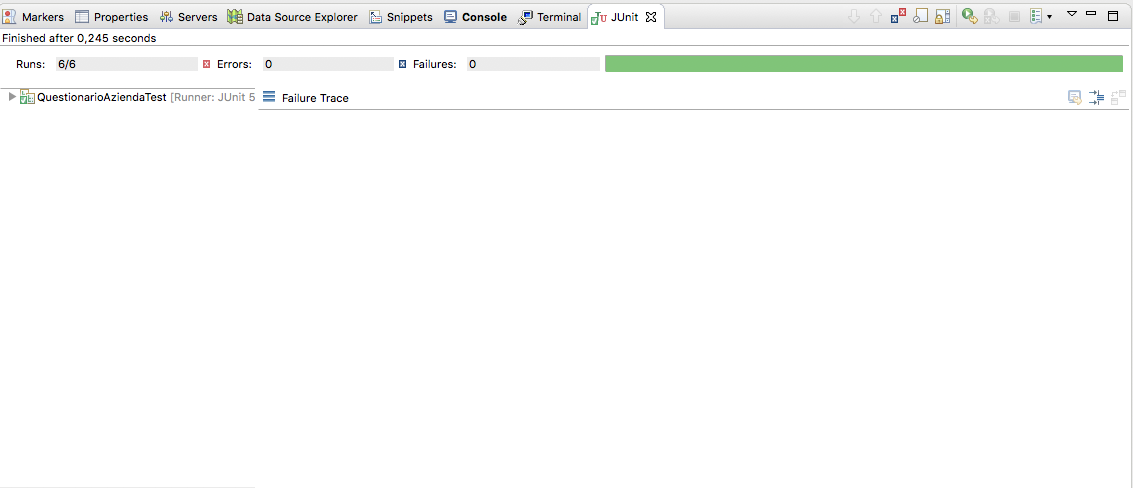 Markers Properties Servers Data Source Explorer Snippets Console Terminal JUnit
Finished after 0,245 seconds
Runs: 6/6 Errors: 0 Failures: 0
QuestionarioAziendaTest [Runner: JUnit 5 Failure Trace